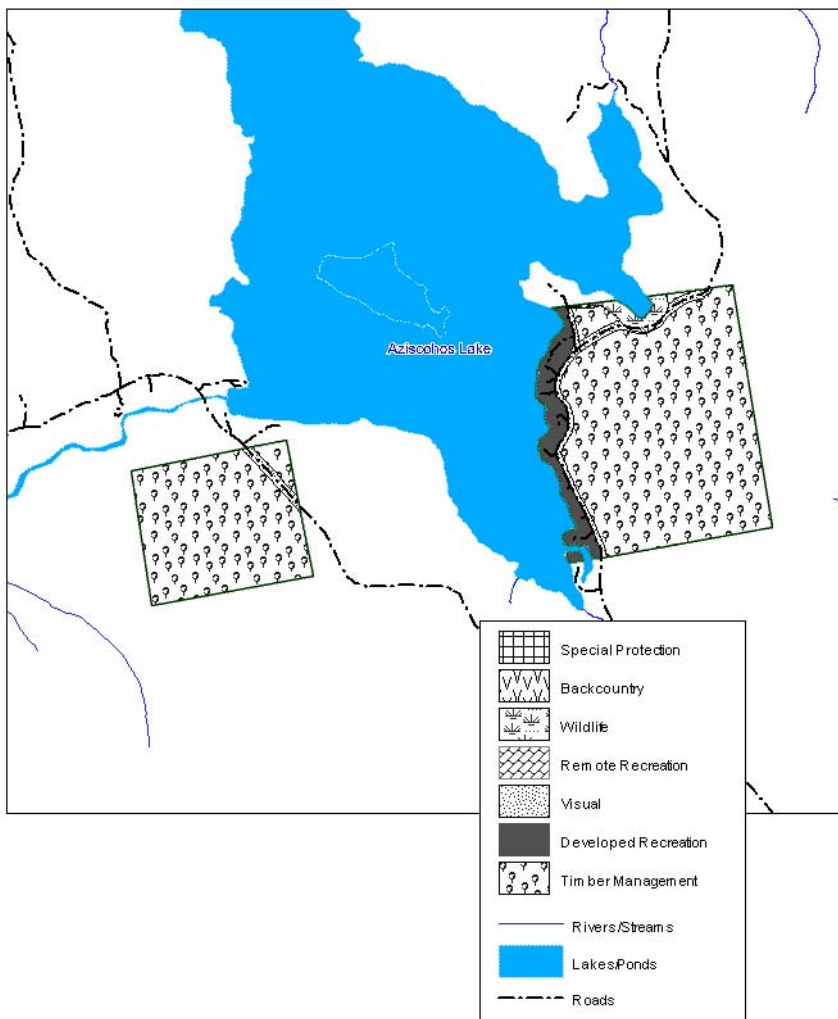 Aziscohos Lake
Special Protection
Backcountry
Wildlife
Remote Recreation
Visual
Developed Recreation
Timber Management
Rivers/Streams
Lakes/Ponds
Roads